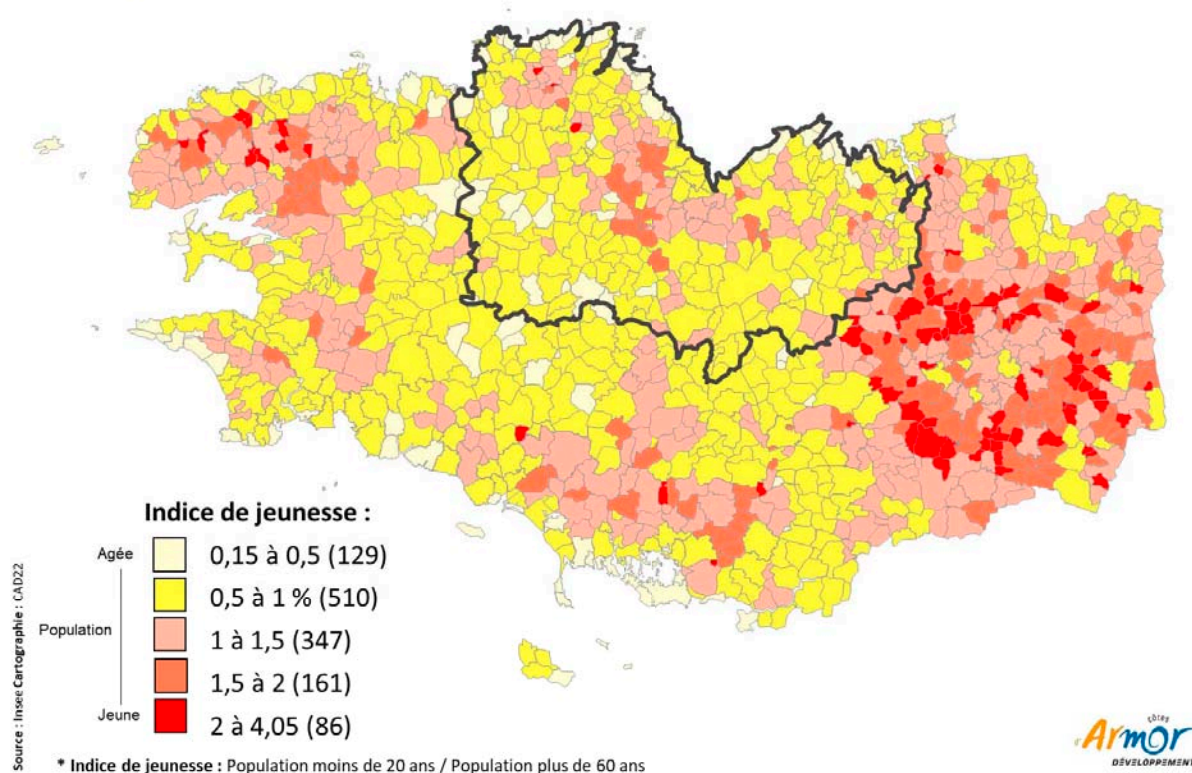 Indice de jeunesse :
Agée
Population
Jeune
0,15 à 0,5 (129)
0,5 à 1 % (510)
1 à 1,5 (347)
1,5 à 2 (161)
2 à 4,05 (86)
* Indice de jeunesse : Population moins de 20 ans / Population plus de 60 ans
Source : Insee Cartographie : CAD22
côtes
d'Armor
DÉVELOPPEMENT